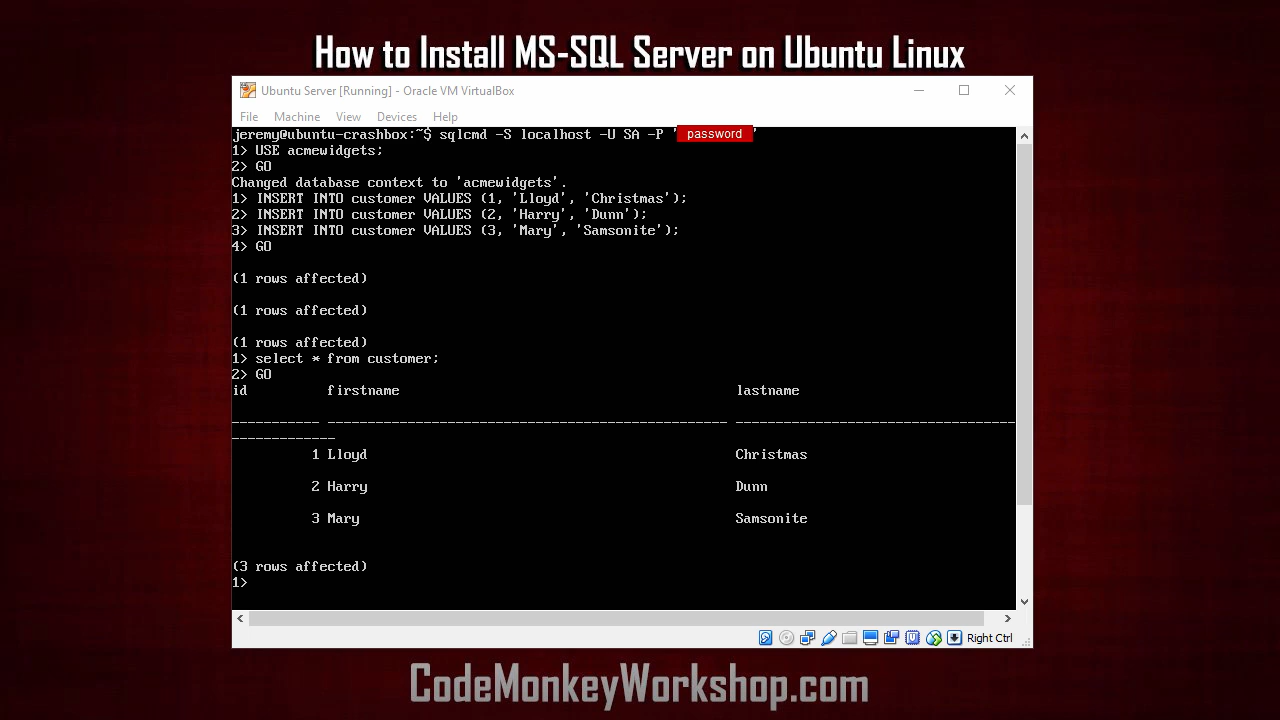 How to Install MS-SQL Server on Ubuntu Linux
Ubuntu Server [Running] - Oracle VM VirtualBox
File Machine View Devices Help
jeremy@ubuntu-crashbox:~$ sqlcmd -S localhost -U SA -P 'password'
1> USE acmewidgets;
2> GO
Changed database context to 'acmewidgets'.
1> INSERT INTO customer VALUES (1, 'Lloyd', 'Christmas');
2> INSERT INTO customer VALUES (2, 'Harry', 'Dunn');
3> INSERT INTO customer VALUES (3, 'Mary', 'Samsonite');
4> GO
(1 rows affected)
(1 rows affected)
(1 rows affected)
1> select * from customer;
2> GO
id firstname lastname
----------- -------------------------------------------------- -----------------------------------
-------------
1 Lloyd Christmas
2 Harry Dunn
3 Mary Samsonite
(3 rows affected)
1>
Right Ctrl
CodeMonkeyWorkshop.com